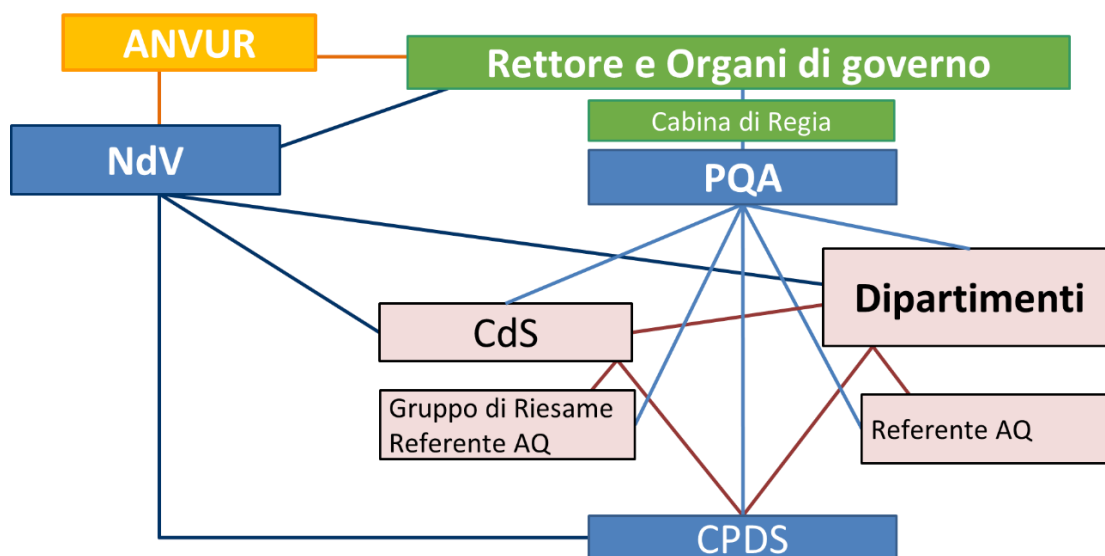 ANVUR
Rettore e Organi di governo
Cabina di Regia
NdV
PQA
Dipartimenti
CdS
Gruppo di Riesame
Referente AQ
Referente AQ
CPDS